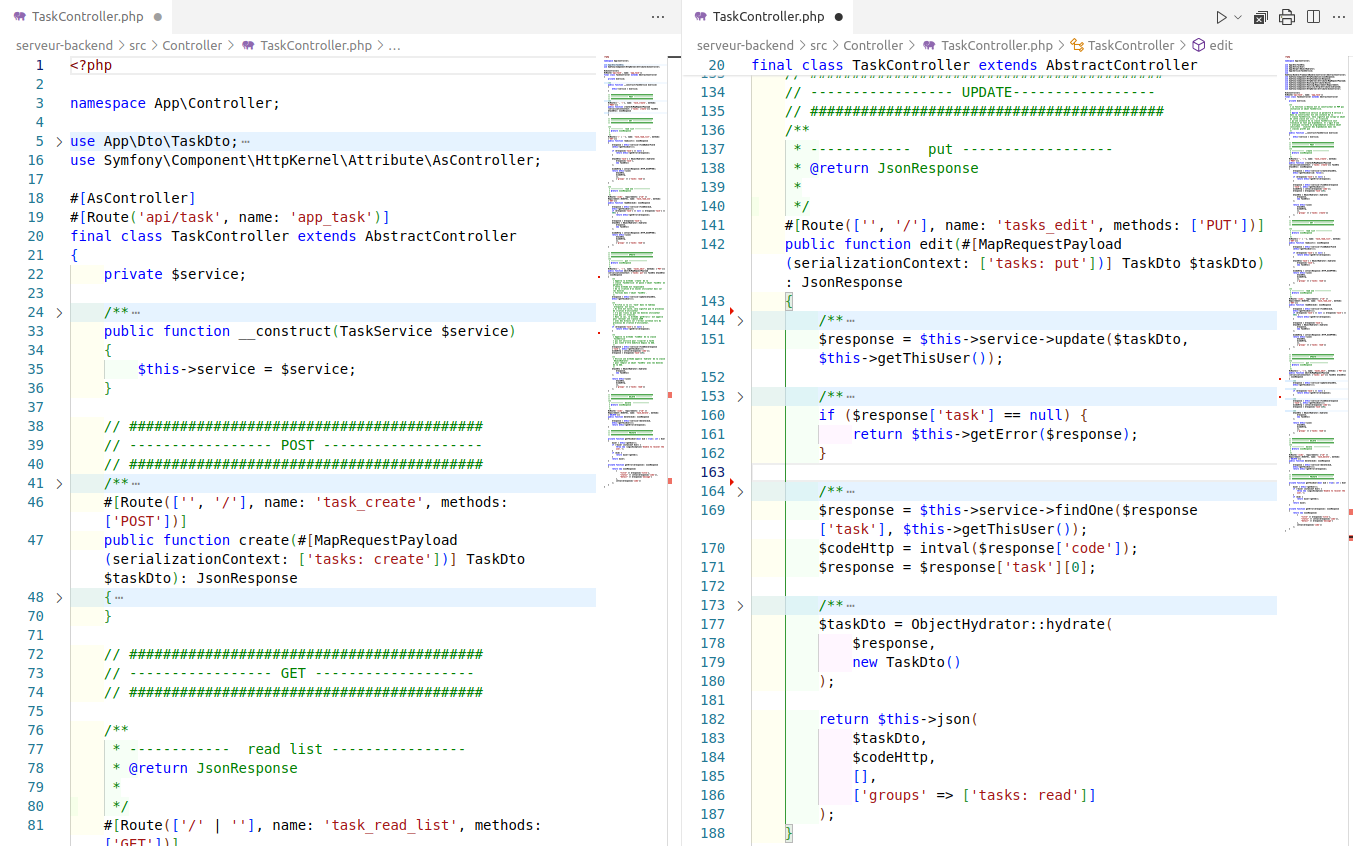 TaskController.php
serveur-backend > src > Controller > TaskController.php > ...
1 <?php
2
3 namespace App\Controller;
4
5 use App\Dto\TaskDto; ...
16 use Symfony\Component\HttpKernel\Attribute\AsController;
17
18 #[AsController]
19 #[Route('api/task', name: 'app_task')]
20 final class TaskController extends AbstractController
21 {
22 private $service;
23
24 /** ...
33 public function __construct(TaskService $service)
34 {
35 $this->service = $service;
36 }
37
38 // ##########################################
39 // ----------------- POST -------------------
40 // ##########################################
41 /** ...
46 #[Route(['', '/'], name: 'task_create', methods:
['POST'])]
47 public function create(#[MapRequestPayload
(serializationContext: ['tasks: create'])] TaskDto
$taskDto): JsonResponse
48 { ...
70 }
71
72 // ##########################################
73 // ----------------- GET -------------------
74 // ##########################################
75
76 /**
77 * ------------ read list ----------------
78 * @return JsonResponse
79 *
80 */
81 #[Route(['/' | ''], name: 'task_read_list', methods:
['GET'])]
TaskController.php
serveur-backend > src > Controller > TaskController.php > TaskController > edit
20 final class TaskController extends AbstractController
133 // ##########################################
134 // ----------------- UPDATE-----------------
135 // ##########################################
136 /**
137 * ------------ put ------------------
138 * @return JsonResponse
139 *
140 */
141 #[Route(['', '/'], name: 'tasks_edit', methods: ['PUT'])]
142 public function edit(#[MapRequestPayload
(serializationContext: ['tasks: put'])] TaskDto $taskDto)
: JsonResponse
143 {
144 /** ...
151 $response = $this->service->update($taskDto,
$this->getThisUser());
152
153 /** ...
160 if ($response['task'] == null) {
161 return $this->getError($response);
162 }
163
164 /** ...
169 $response = $this->service->findOne($response
['task'], $this->getThisUser());
170 $codeHttp = intval($response['code']);
171 $response = $response['task'][0];
172
173 /** ...
177 $taskDto = ObjectHydrator::hydrate(
178 $response,
179 new TaskDto()
180 );
181
182 return $this->json(
183 $taskDto,
184 $codeHttp,
185 [],
186 ['groups' => ['tasks: read']]
187 );
188 }